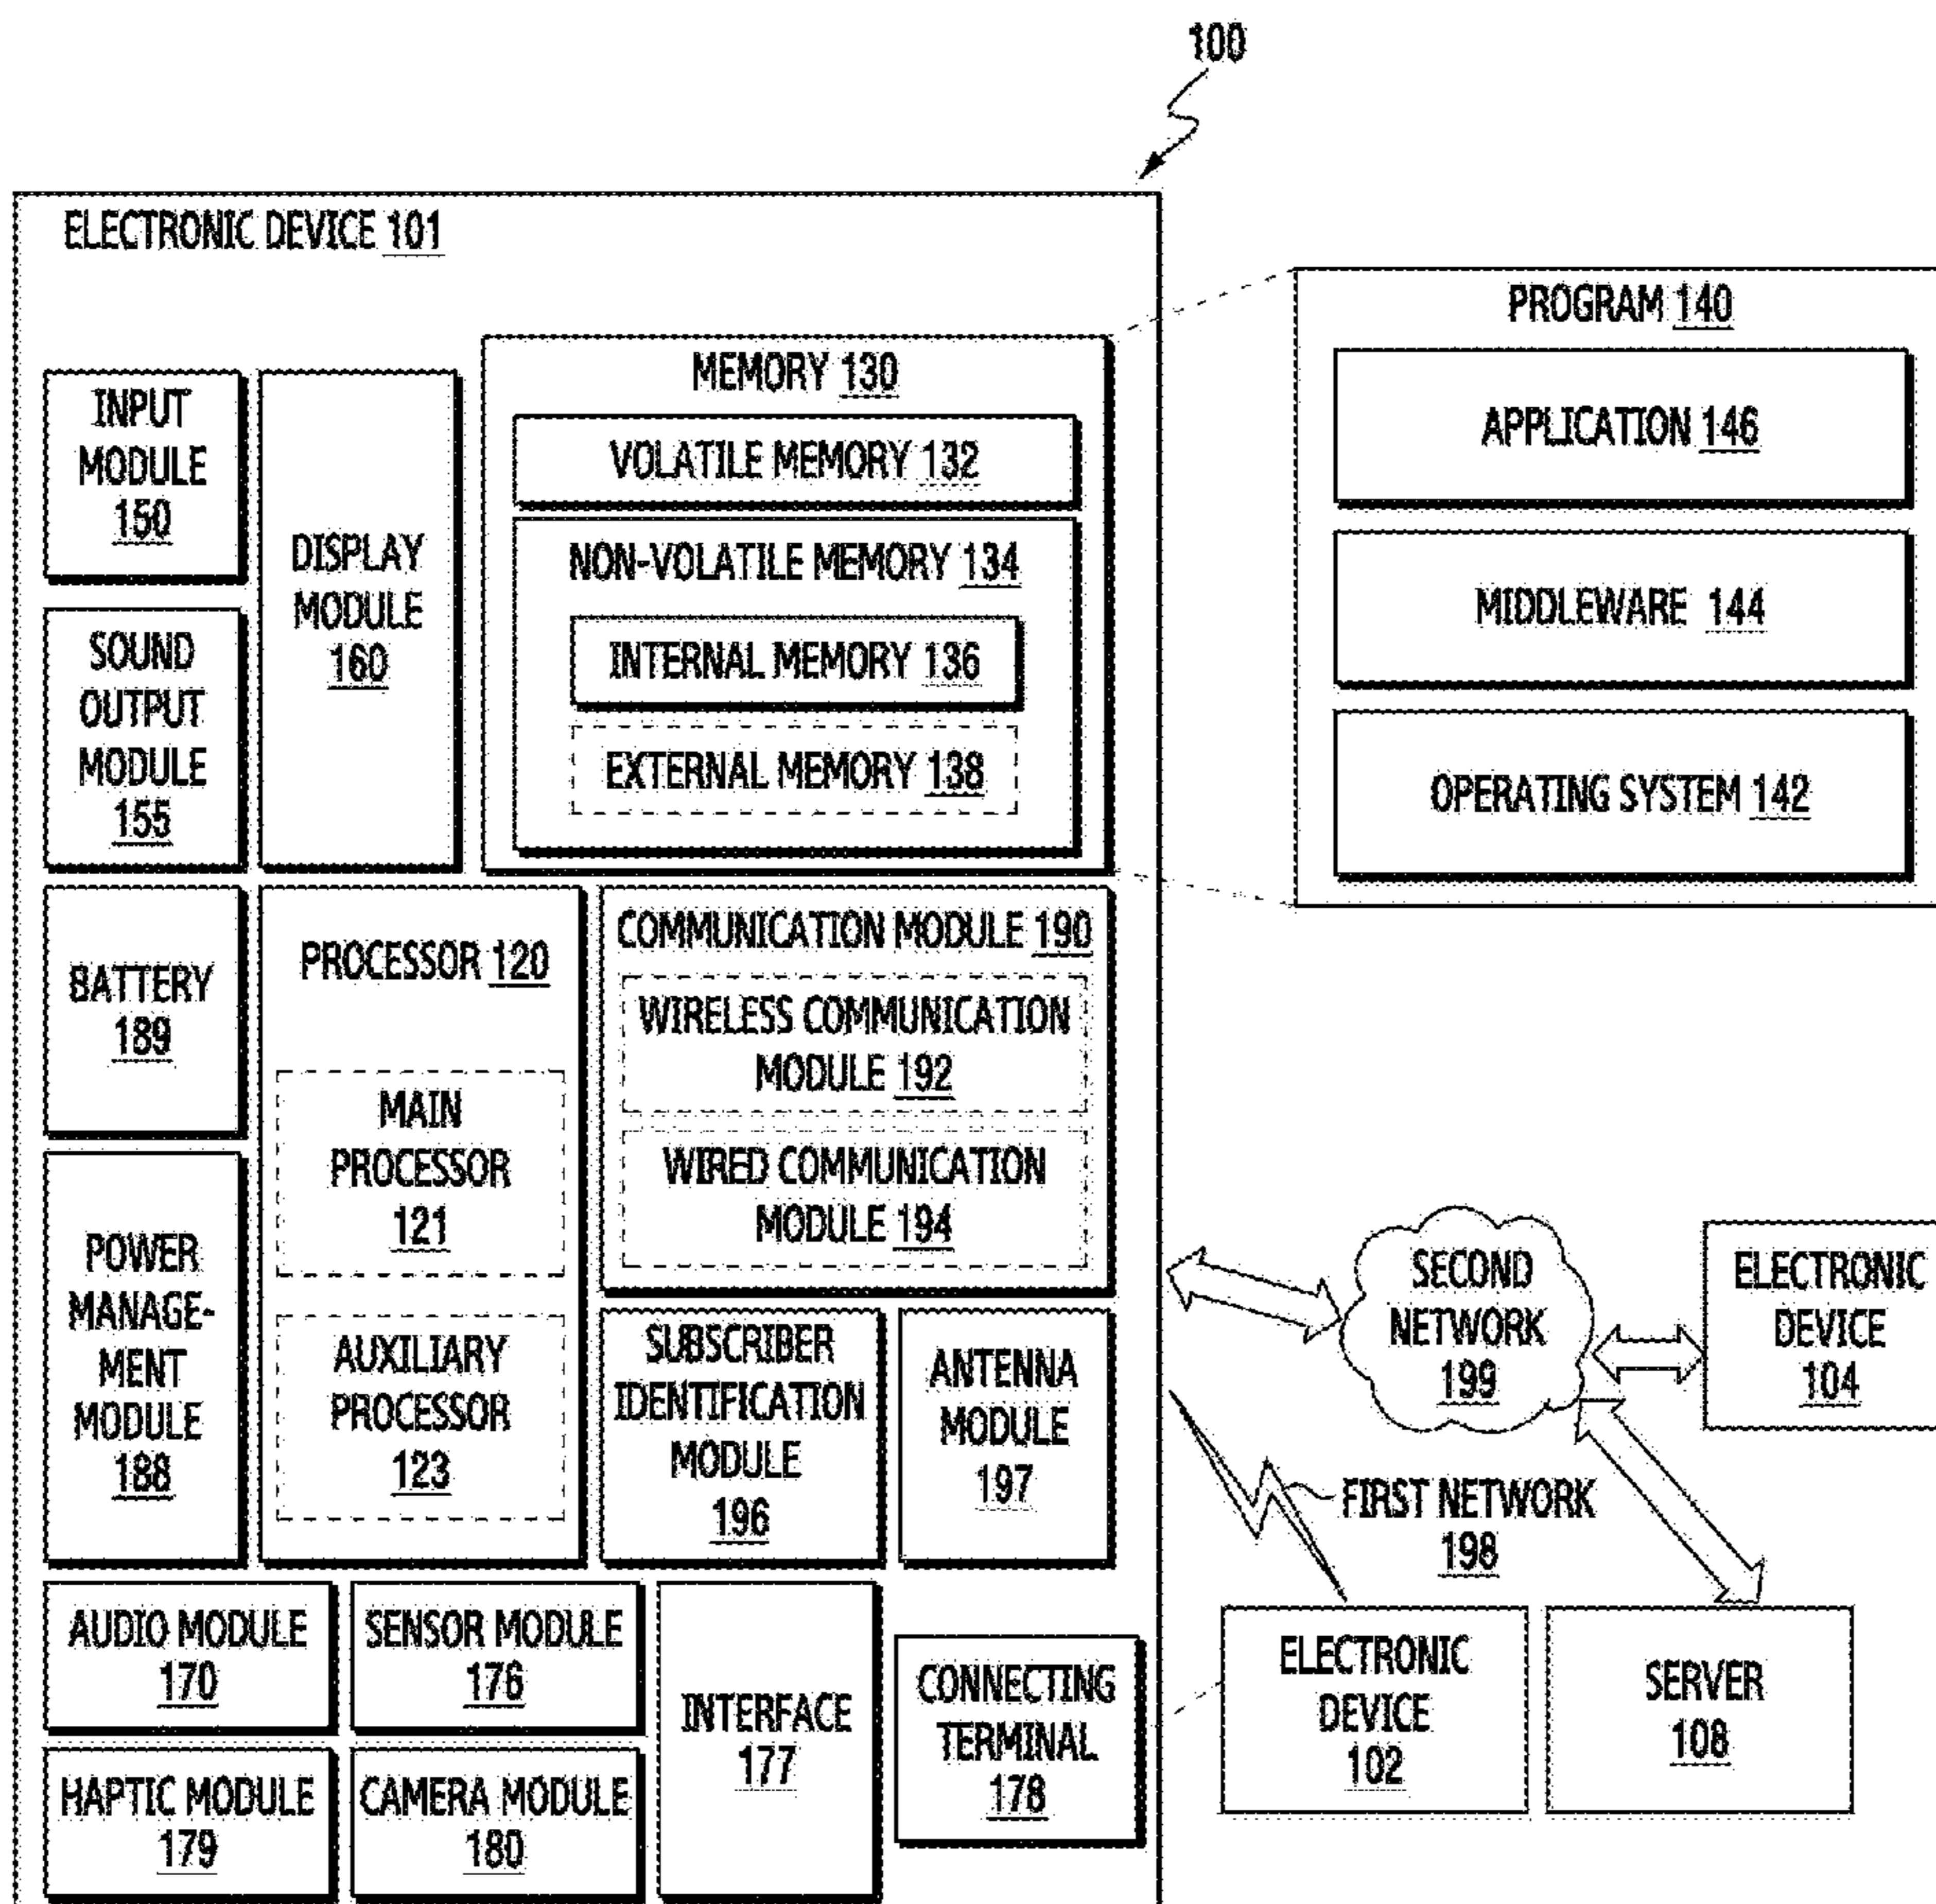 100
ELECTRONIC DEVICE 101
INPUT
MODULE
150
SOUND
OUTPUT
MODULE
155
DISPLAY
MODULE
160
MEMORY 130
VOLATILE MEMORY 132
NON-VOLATILE MEMORY 134
INTERNAL MEMORY 136
EXTERNAL MEMORY 138
PROGRAM 140
APPLICATION 146
MIDDLEWARE 144
OPERATING SYSTEM 142
BATTERY
189
POWER
MANAGE-
MENT
MODULE
188
PROCESSOR 120
MAIN
PROCESSOR
121
AUXILIARY
PROCESSOR
123
COMMUNICATION MODULE 190
WIRELESS COMMUNICATION
MODULE 192
WIRED COMMUNICATION
MODULE 194
SUBSCRIBER
IDENTIFICATION
MODULE
196
ANTENNA
MODULE
197
SECOND
NETWORK
199
ELECTRONIC
DEVICE
104
FIRST NETWORK
198
AUDIO MODULE
170
SENSOR MODULE
176
INTERFACE
177
CONNECTING
TERMINAL
178
HAPTIC MODULE
179
CAMERA MODULE
180
ELECTRONIC
DEVICE
102
SERVER
108